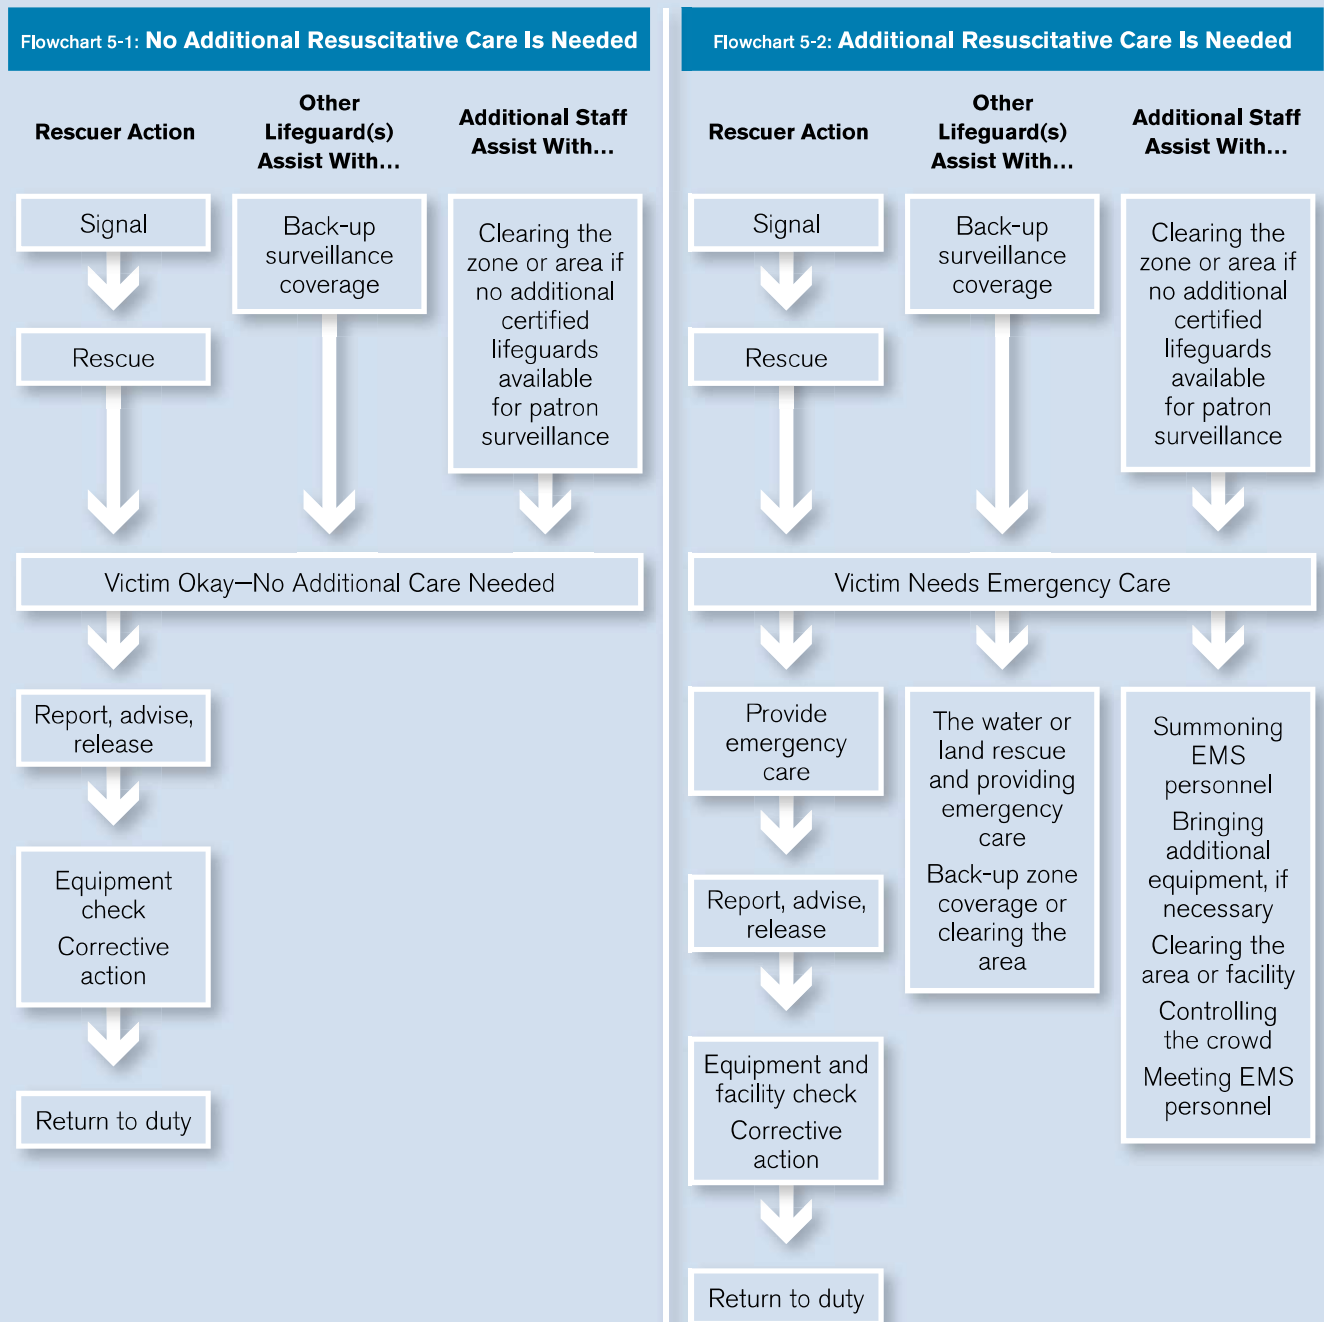 Flowchart 5-1: No Additional Resuscitative Care Is Needed
Rescuer Action
Other
Lifeguard(s)
Assist With...
Additional Staff
Assist With...
Signal
Rescue
Back-up
surveillance
coverage
Clearing the
zone or area if
no additional
certified
lifeguards
available
for patron
surveillance
Victim Okay—No Additional Care Needed
Report, advise,
release
Equipment
check
Corrective
action
Return to duty
Flowchart 5-2: Additional Resuscitative Care Is Needed
Rescuer Action
Other
Lifeguard(s)
Assist With...
Additional Staff
Assist With...
Signal
Rescue
Back-up
surveillance
coverage
Clearing the
zone or area if
no additional
certified
lifeguards
available
for patron
surveillance
Victim Needs Emergency Care
Provide
emergency
care
Report, advise,
release
Equipment and
facility check
Corrective
action
Return to duty
The water or
land rescue
and providing
emergency
care
Back-up zone
coverage or
clearing the
area
Summoning
EMS
personnel
Bringing
additional
equipment, if
necessary
Clearing the
area or facility
Controlling
the crowd
Meeting EMS
personnel